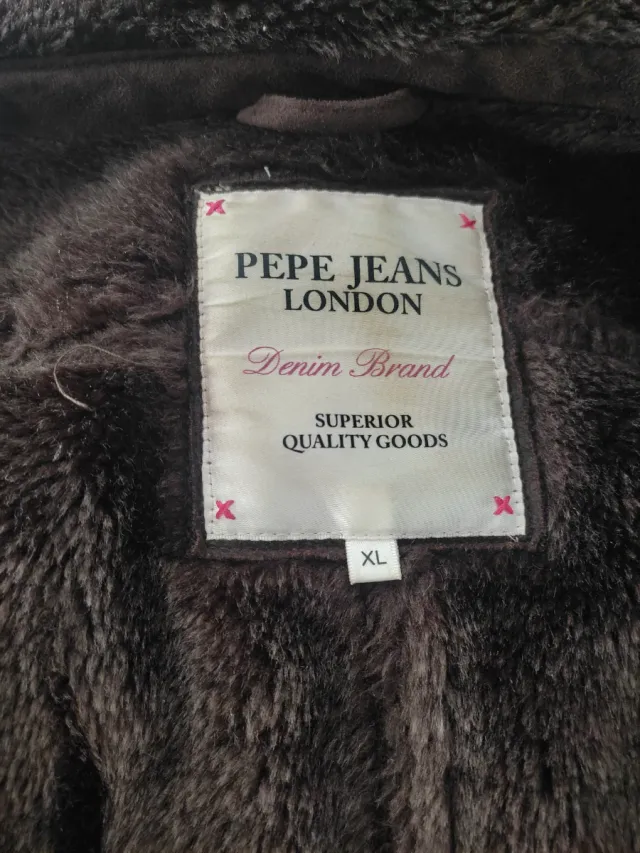 PEPE JEANS
LONDON
Denim Brand
SUPERIOR
QUALITY GOODS
XL